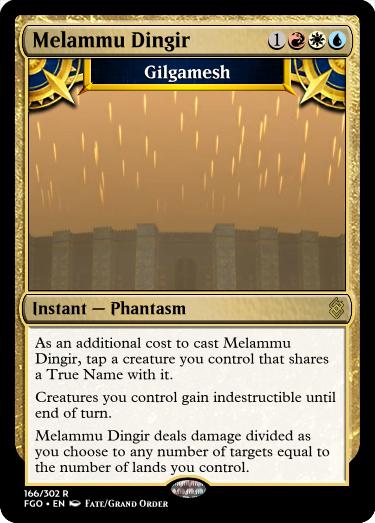 Melammu Dingir 1
Gilgamesh
Instant — Phantasm
As an additional cost to cast Melammu
Dingir, tap a creature you control that shares
a True Name with it.
Creatures you control gain indestructible until
end of turn.
Melammu Dingir deals damage divided as
you choose to any number of targets equal to
the number of lands you control.
166/302 R
FGO • EN Fate/Grand Order